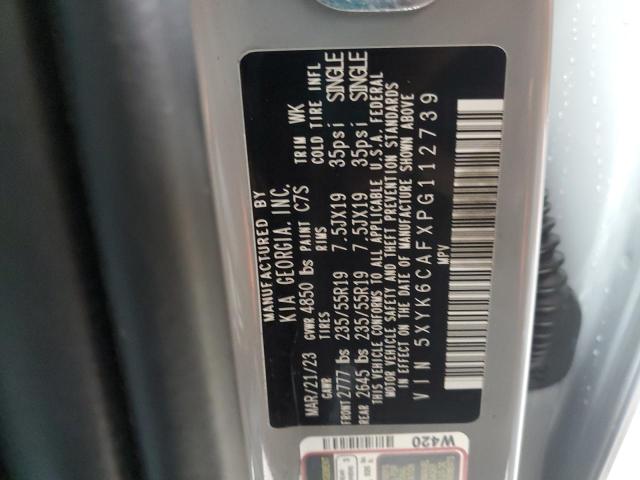 MANUFACTURED BY
KIA GEORGIA, INC.
MAR/21/23 GVWR 4850 lbs PAINT C7S TRIM WK
GAWR TIRES RIMS COLD TIRE INFL
FRONT 2777 lbs 235/55R19 7.5JX19 35psi SINGLE
REAR 2645 lbs 235/55R19 7.5JX19 35psi SINGLE
THIS VEHICLE CONFORMS TO ALL APPLICABLE U.S.A. FEDERAL
MOTOR VEHICLE SAFETY AND THEFT PREVENTION STANDARDS
IN EFFECT ON THE DATE OF MANUFACTURE SHOWN ABOVE
VIN 5XYK6CAFXPG112739
MPV
W420